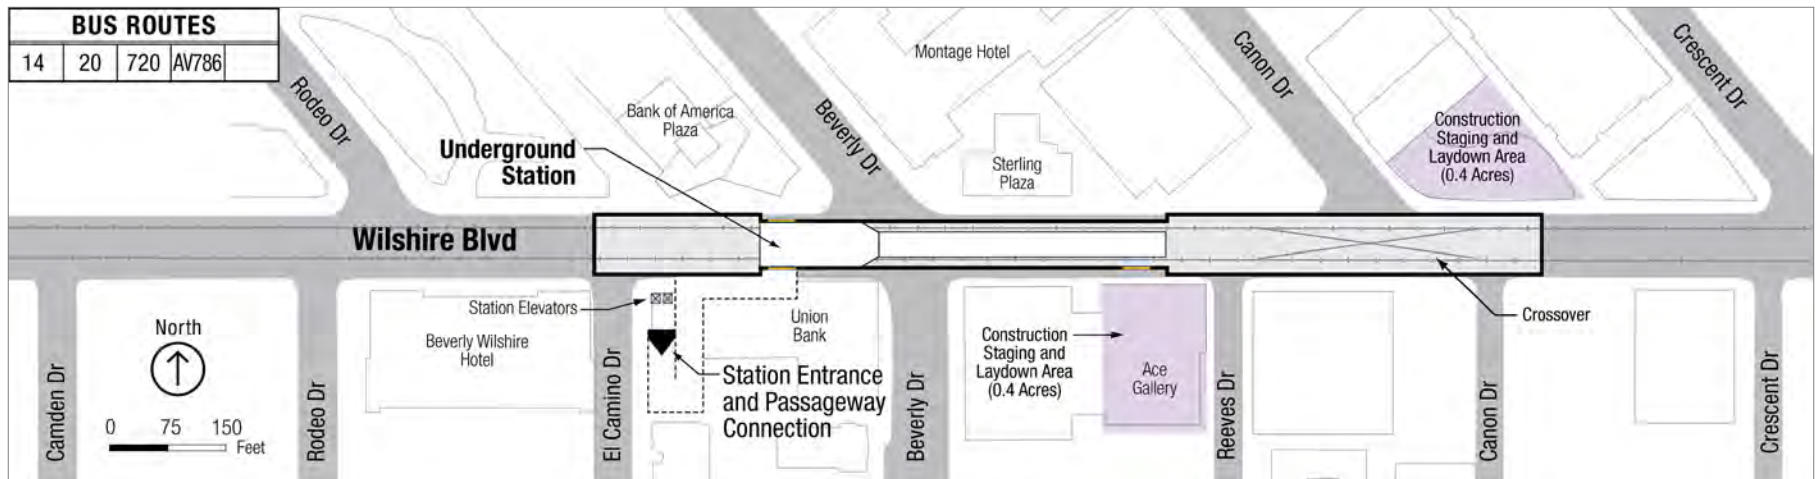 BUS ROUTES
14 20 720 AV786
Rodeo Dr
Bank of America
Plaza
Underground
Station
Beverly Dr
Montage Hotel
Sterling
Plaza
Canon Dr
Construction
Staging and
Laydown Area
(0.4 Acres)
Crescent Dr
Wilshire Blvd
Camden Dr
North
0 75 150
Feet
Rodeo Dr
Station Elevators
Beverly Wilshire
Hotel
El Camino Dr
Union
Bank
Station Entrance
and Passageway
Connection
Beverly Dr
Construction
Staging and
Laydown Area
(0.4 Acres)
Ace
Gallery
Reeves Dr
Crossover
Canon Dr
Crescent Dr